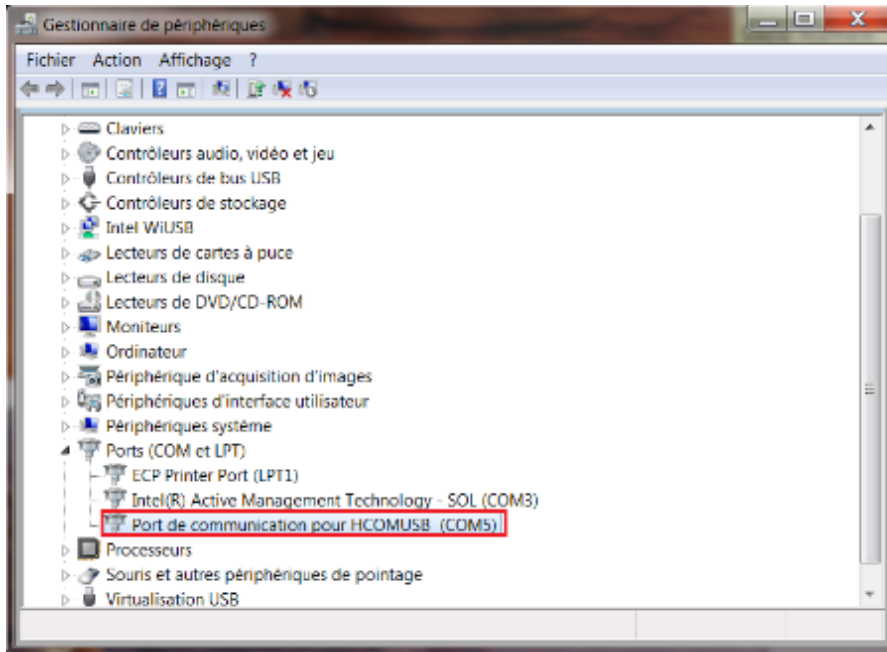 Gestionnaire de périphériques
Fichier Action Affichage ?
Claviers
Contrôleurs audio, vidéo et jeu
Contrôleurs de bus USB
Contrôleurs de stockage
Intel WiUSB
Lecteurs de cartes à puce
Lecteurs de disque
Lecteurs de DVD/CD-ROM
Moniteurs
Ordinateur
Périphérique d'acquisition d'images
Périphériques d'interface utilisateur
Périphériques système
Ports (COM et LPT)
ECP Printer Port (LPT1)
Intel(R) Active Management Technology - SOL (COM3)
Port de communication pour HCOMUSB (COM5)
Processeurs
Souris et autres périphériques de pointage
Virtualisation USB